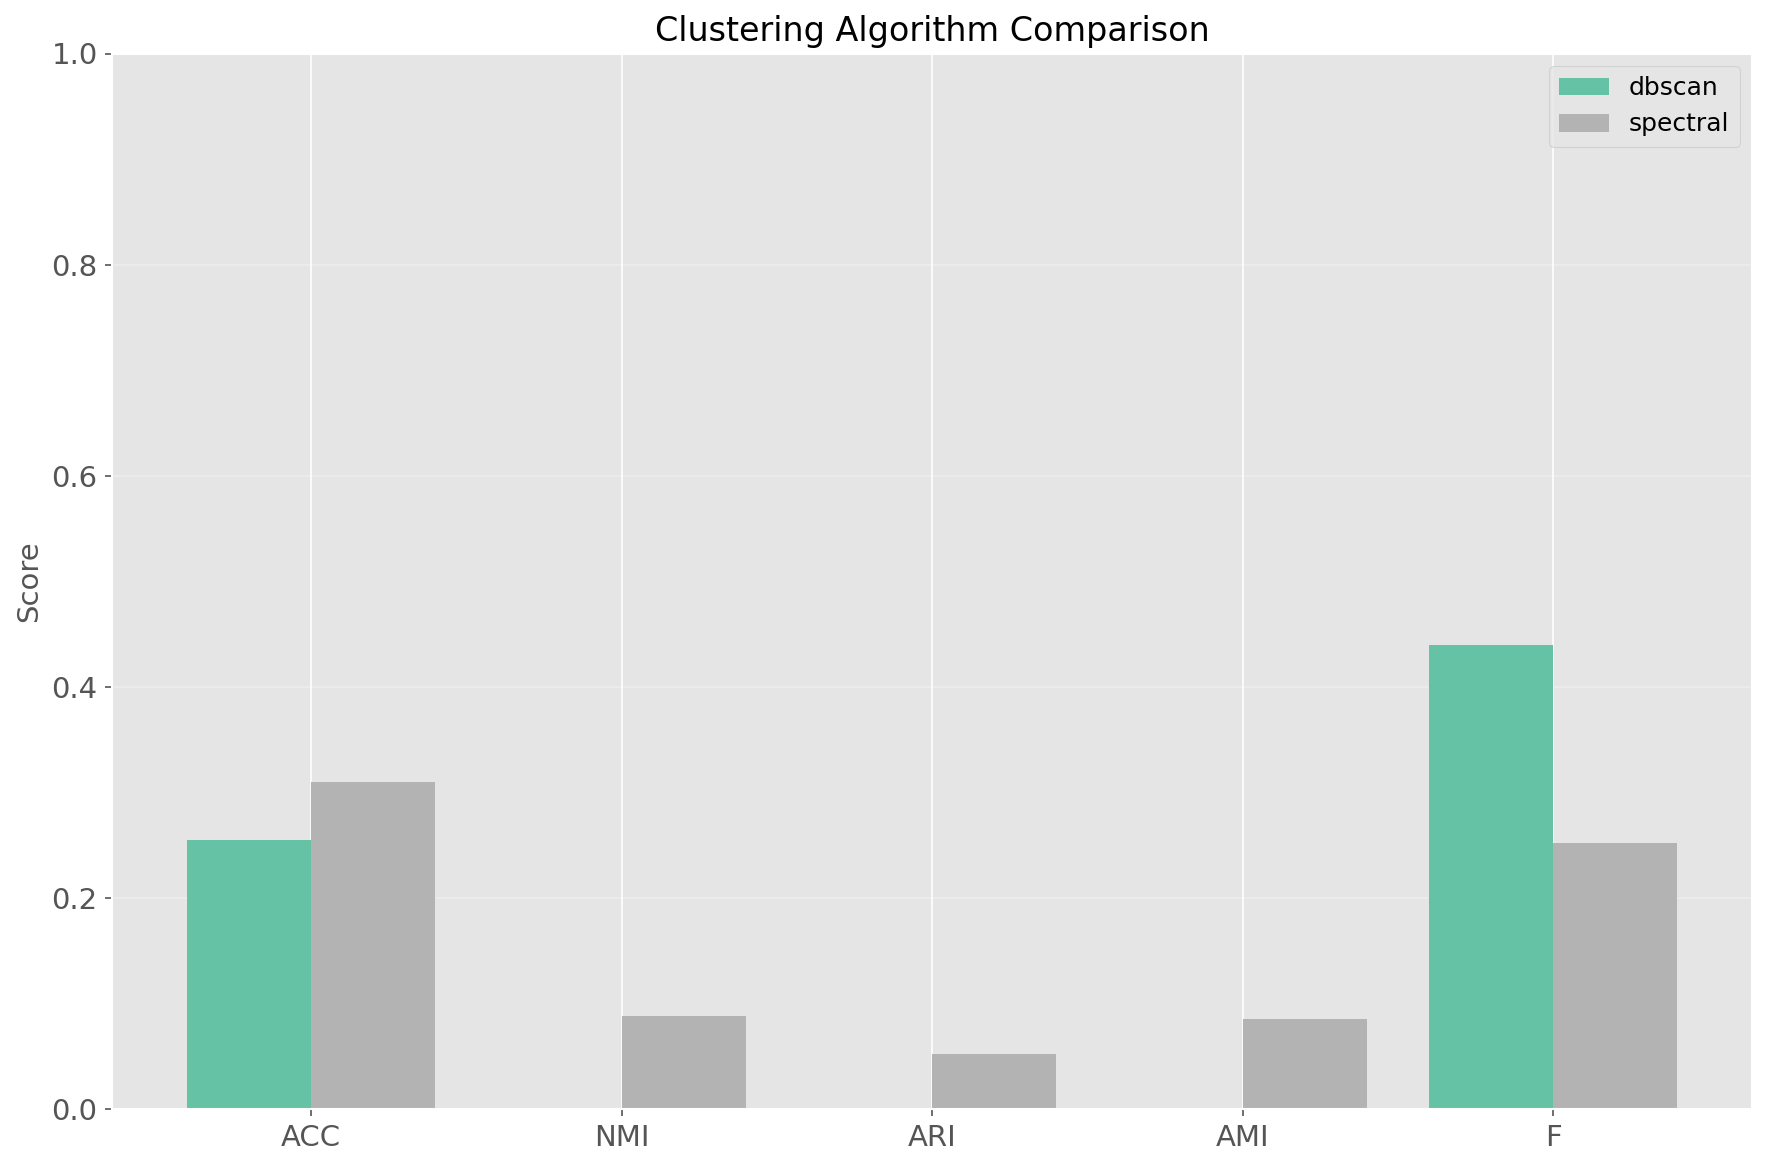 Clustering Algorithm Comparison
1.0
0.8
0.6
0.4
0.2
0.0
Score
dbscan
spectral
ACC NMI ARI AMI F